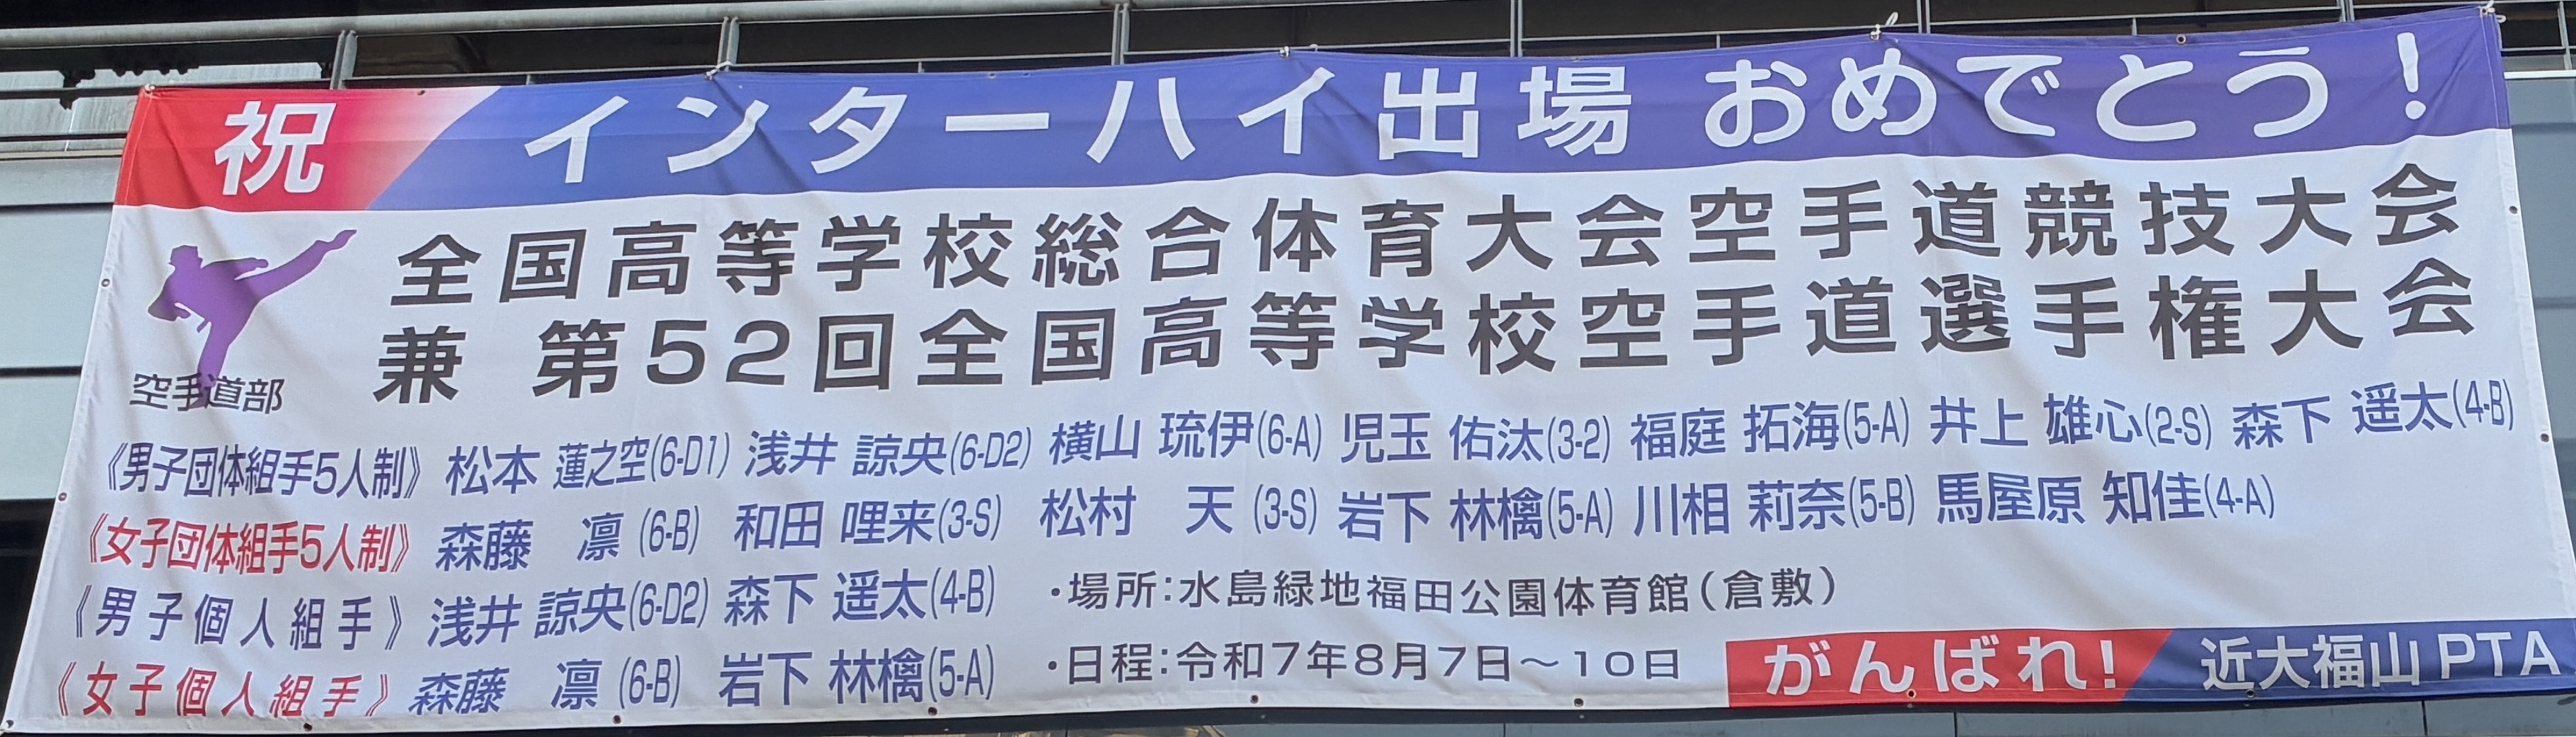 祝 インターハイ出場 おめでとう!
全国高等学校総合体育大会空手道競技大会
兼 第52回全国高等学校空手道選手権大会
空手道部
《男子団体組手5人制》 松本 蓮之空(6-D1) 浅井 諒央(6-D2) 横山 琉伊(6-A) 児玉 佑汰(3-2) 福庭 拓海(5-A) 井上 雄心(2-S) 森下 遥太(4-B)
《女子団体組手5人制》 森藤 凛(6-B) 和田 哩来(3-S) 松村 天(3-S) 岩下 林檎(5-A) 川相 莉奈(5-B) 馬屋原 知佳(4-A)
《男子個人組手》 浅井 諒央(6-D2) 森下 遥太(4-B)
《女子個人組手》 森藤 凛(6-B) 岩下 林檎(5-A)
・場所:水島緑地福田公園体育館(倉敷)
・日程:令和7年8月7日～10日
がんばれ! 近大福山PTA